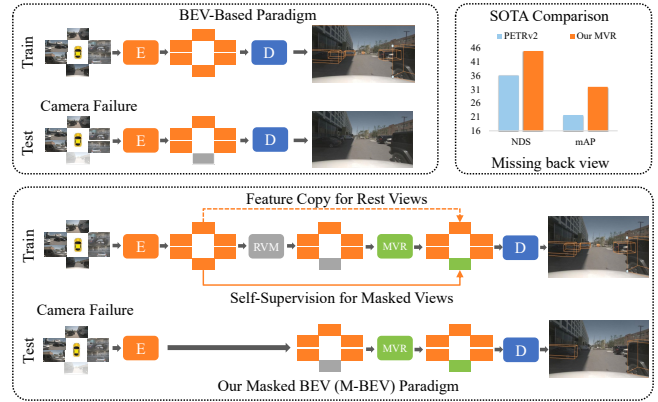 BEV-Based Paradigm
Train
E
D
Camera Failure
Test
E
D
SOTA Comparison
PETRv2
Our MVR
46
41
36
31
26
21
16
NDS
mAP
Missing back view
Feature Copy for Rest Views
Train
E
RVM
MVR
D
Self-Supervision for Masked Views
Camera Failure
Test
E
MVR
D
Our Masked BEV (M-BEV) Paradigm